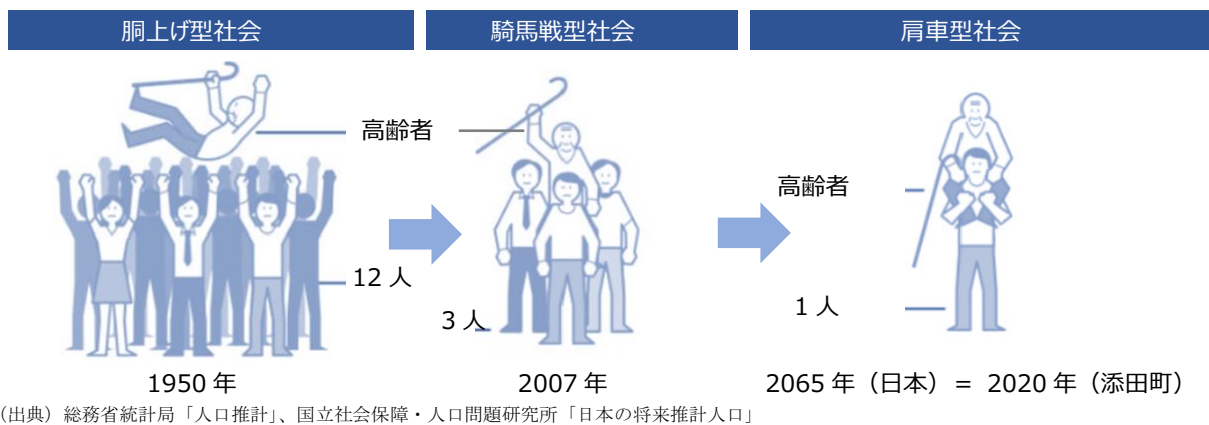 胴上げ型社会
騎馬戦型社会
肩車型社会
高齢者
高齢者
12 人
3 人
1 人
1950 年
2007 年
2065 年（日本）＝ 2020 年（添田町）
（出典）総務省統計局「人口推計」、国立社会保障・人口問題研究所「日本の将来推計人口」